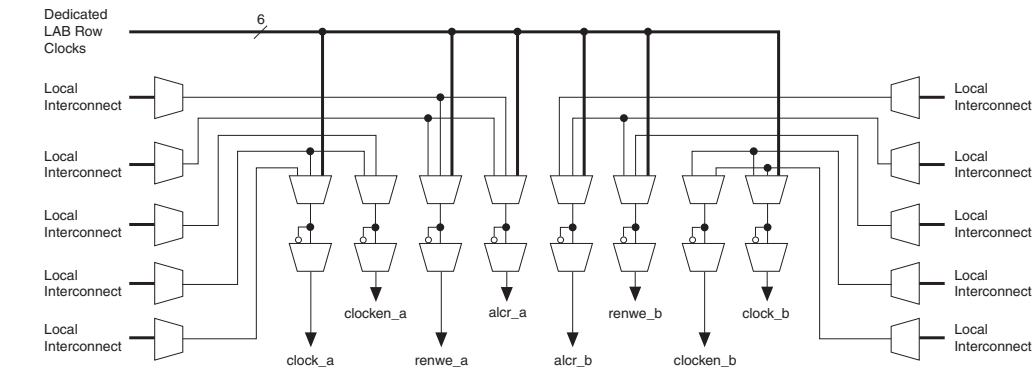 Dedicated
LAB Row
Clocks
6
Local
Interconnect
Local
Interconnect
Local
Interconnect
Local
Interconnect
Local
Interconnect
Local
Interconnect
Local
Interconnect
Local
Interconnect
Local
Interconnect
Local
Interconnect
clocken_a
alcr_a
renwe_b
clock_b
clock_a
renwe_a
alcr_b
clocken_b